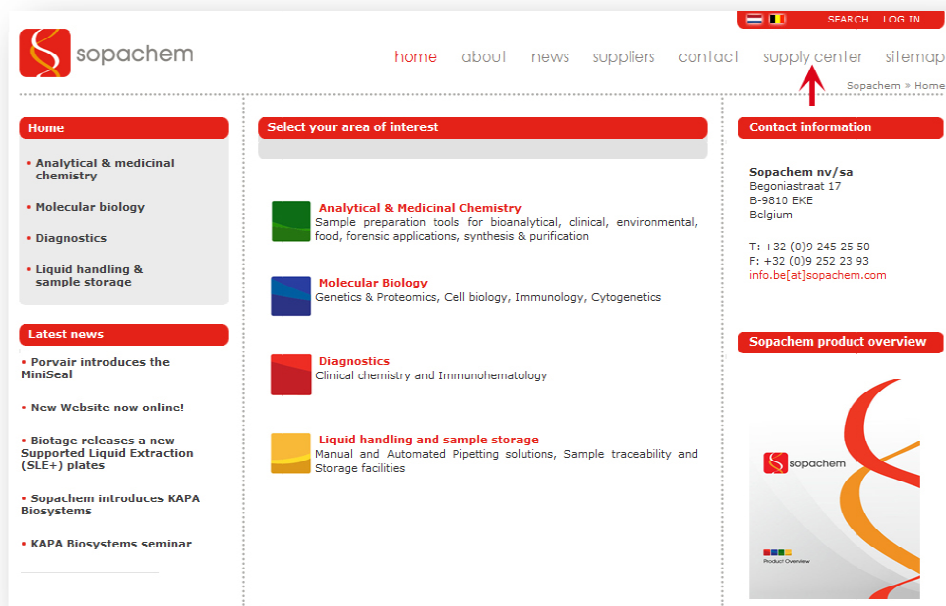 SEARCH LOG IN
sopachem
home about news suppliers contact supply center sitemap
Sopachem » Home
Home
• Analytical & medicinal
chemistry
• Molecular biology
• Diagnostics
• Liquid handling &
sample storage
Latest news
• Porvair introduces the
MiniSeal
• New Website now online!
• Biotage releases a new
Supported Liquid Extraction
(SLE+) plates
• Sopachem introduces KAPA
Biosystems
• KAPA Biosystems seminar
Select your area of interest
Analytical & Medicinal Chemistry
Sample preparation tools for bioanalytical, clinical, environmental,
food, forensic applications, synthesis & purification
Molecular Biology
Genetics & Proteomics, Cell biology, Immunology, Cytogenetics
Diagnostics
Clinical chemistry and Immunohematology
Liquid handling and sample storage
Manual and Automated Pipetting solutions, Sample traceability and
Storage facilities
Contact information
Sopachem nv/sa
Begoniastraat 17
B-9810 EKE
Belgium
T: +32 (0)9 245 25 50
F: +32 (0)9 252 23 93
info.be[at]sopachem.com
Sopachem product overview
sopachem
Product Overview